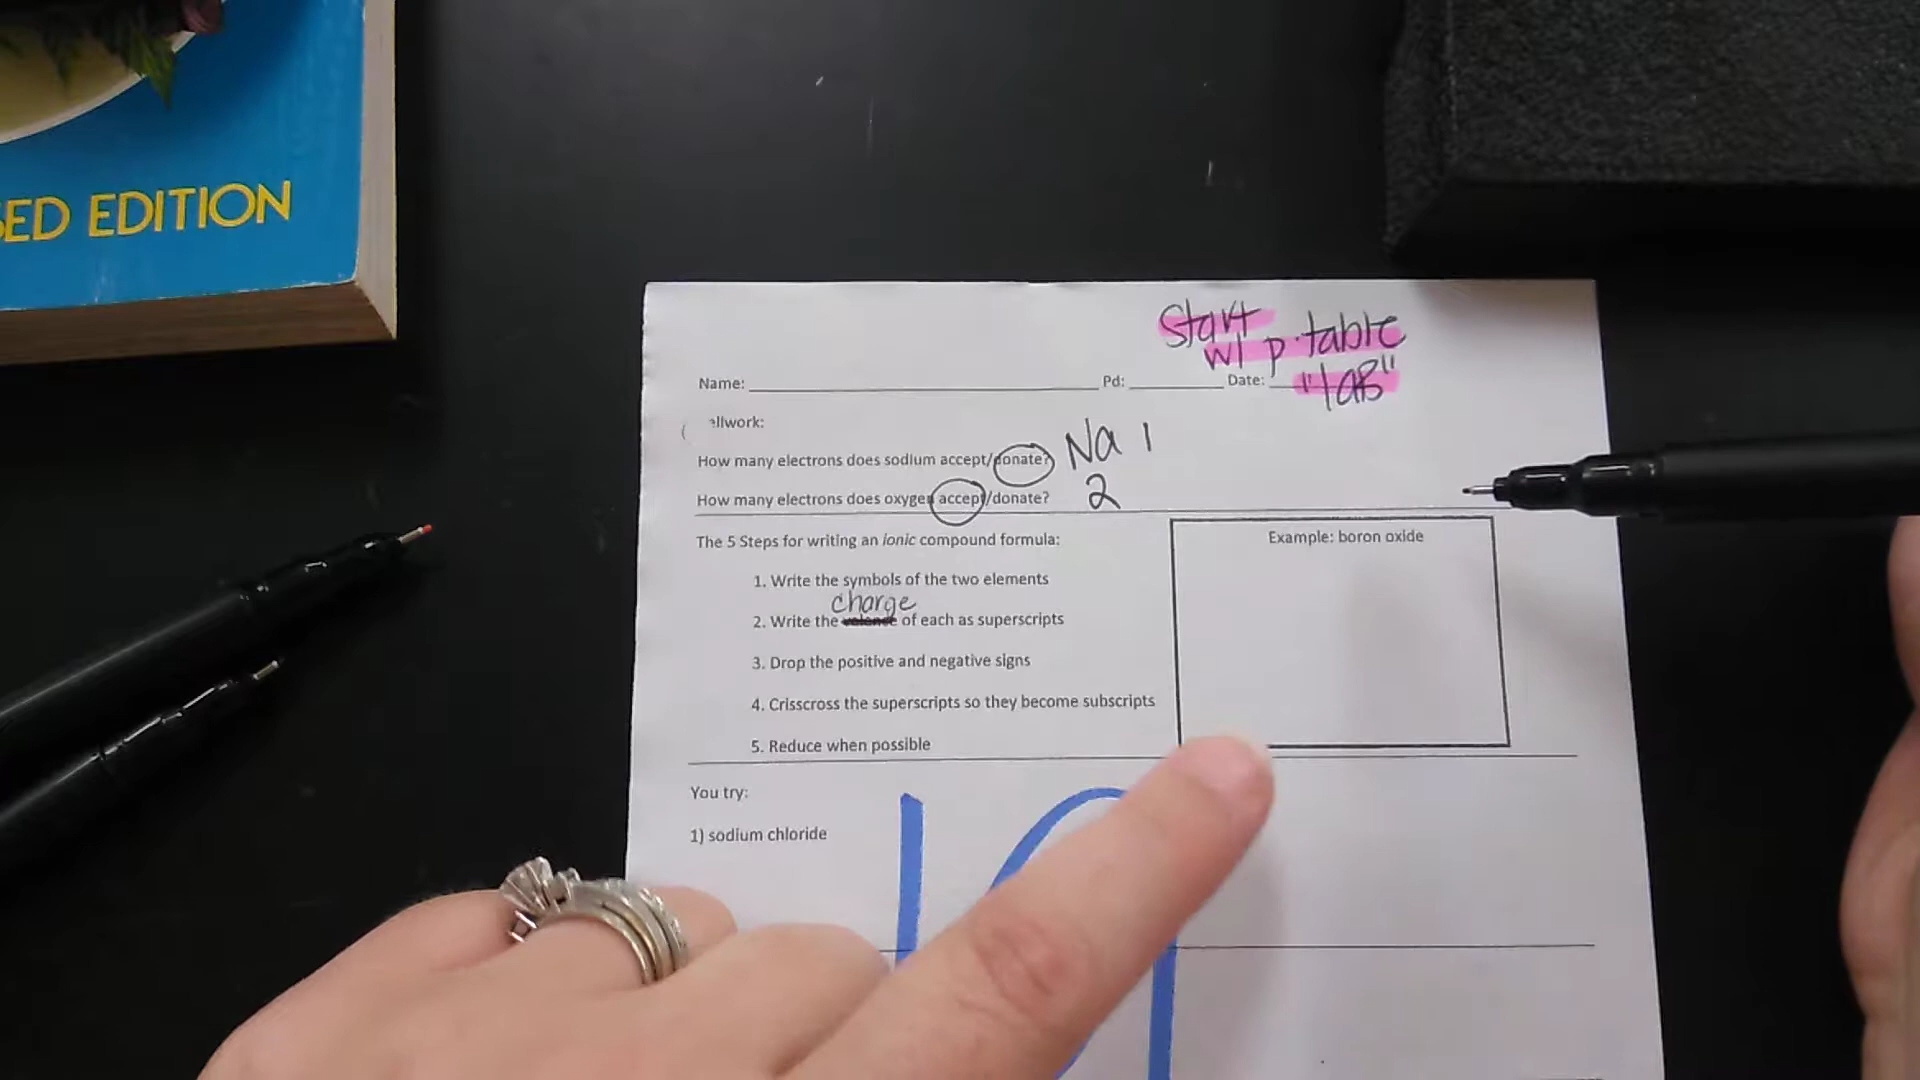 SED EDITION
Start
w/ p. table
"lab"
Name: Pd: Date:
ellwork:
How many electrons does sodium accept/donate? Na 1
How many electrons does oxygen accept/donate? 2
The 5 Steps for writing an ionic compound formula:
Example: boron oxide
1. Write the symbols of the two elements
charge
2. Write the valence of each as superscripts
3. Drop the positive and negative signs
4. Crisscross the superscripts so they become subscripts
5. Reduce when possible
You try:
1) sodium chloride